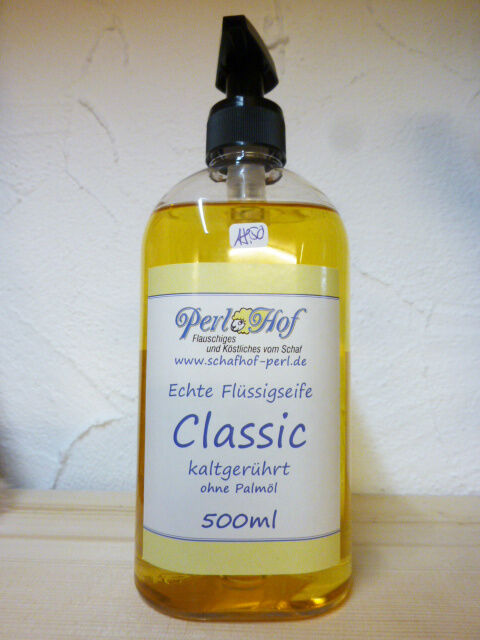 Perl Hof
Flauschiges
und Köstliches vom Schaf
www.schafhof-perl.de
Echte Flüssigseife
Classic
kaltgerührt
ohne Palmöl
500ml